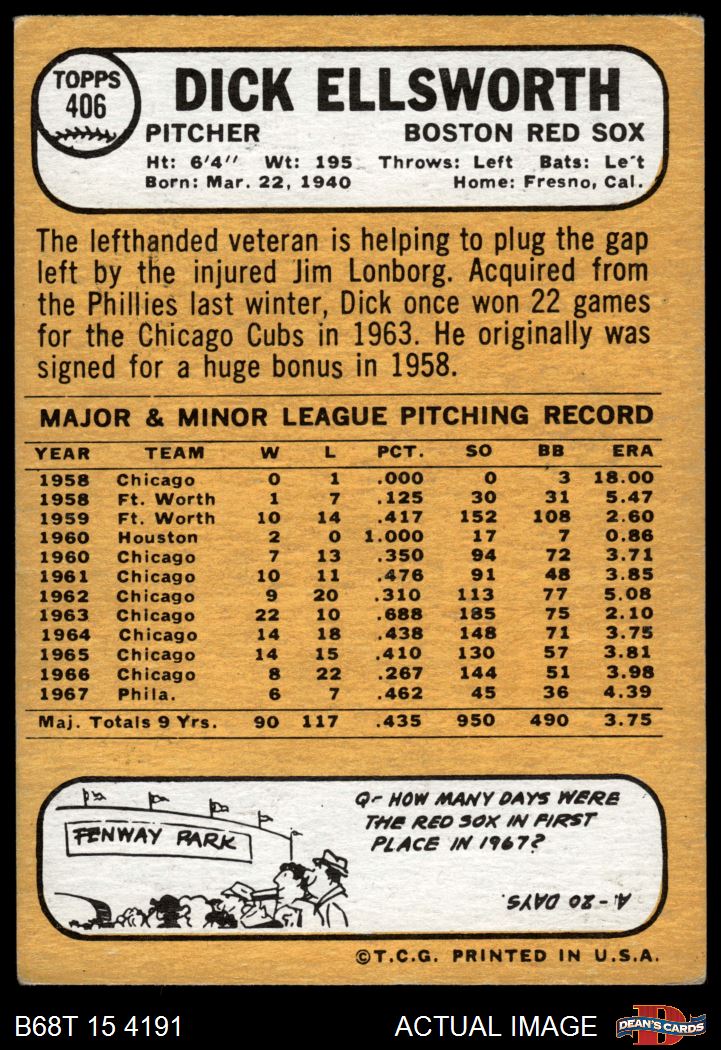 TOPPS
406
DICK ELLSWORTH
PITCHER BOSTON RED SOX
Ht: 6'4" Wt: 195 Throws: Left Bats: Le't
Born: Mar. 22, 1940 Home: Fresno, Cal.
The lefthanded veteran is helping to plug the gap
left by the injured Jim Lonborg. Acquired from
the Phillies last winter, Dick once won 22 games
for the Chicago Cubs in 1963. He originally was
signed for a huge bonus in 1958.
MAJOR & MINOR LEAGUE PITCHING RECORD
YEAR TEAM W L PCT. SO BB ERA
1958 Chicago 0 1 .000 0 3 18.00
1958 Ft. Worth 1 7 .125 30 31 5.47
1959 Ft. Worth 10 14 .417 152 108 2.60
1960 Houston 2 0 1.000 17 7 0.86
1960 Chicago 7 13 .350 94 72 3.71
1961 Chicago 10 11 .476 91 48 3.85
1962 Chicago 9 20 .310 113 77 5.08
1963 Chicago 22 10 .688 185 75 2.10
1964 Chicago 14 18 .438 148 71 3.75
1965 Chicago 14 15 .410 130 57 3.81
1966 Chicago 8 22 .267 144 51 3.98
1967 Phila. 6 7 .462 45 36 4.39
Maj. Totals 9 Yrs. 90 117 .435 950 490 3.75
FENWAY PARK
Q- HOW MANY DAYS WERE
THE RED SOX IN FIRST
PLACE IN 1967?
A-20 DAYS.
©T.C.G. PRINTED IN U.S.A.
B68T 15 4191 ACTUAL IMAGE
DEAN'S CARDS